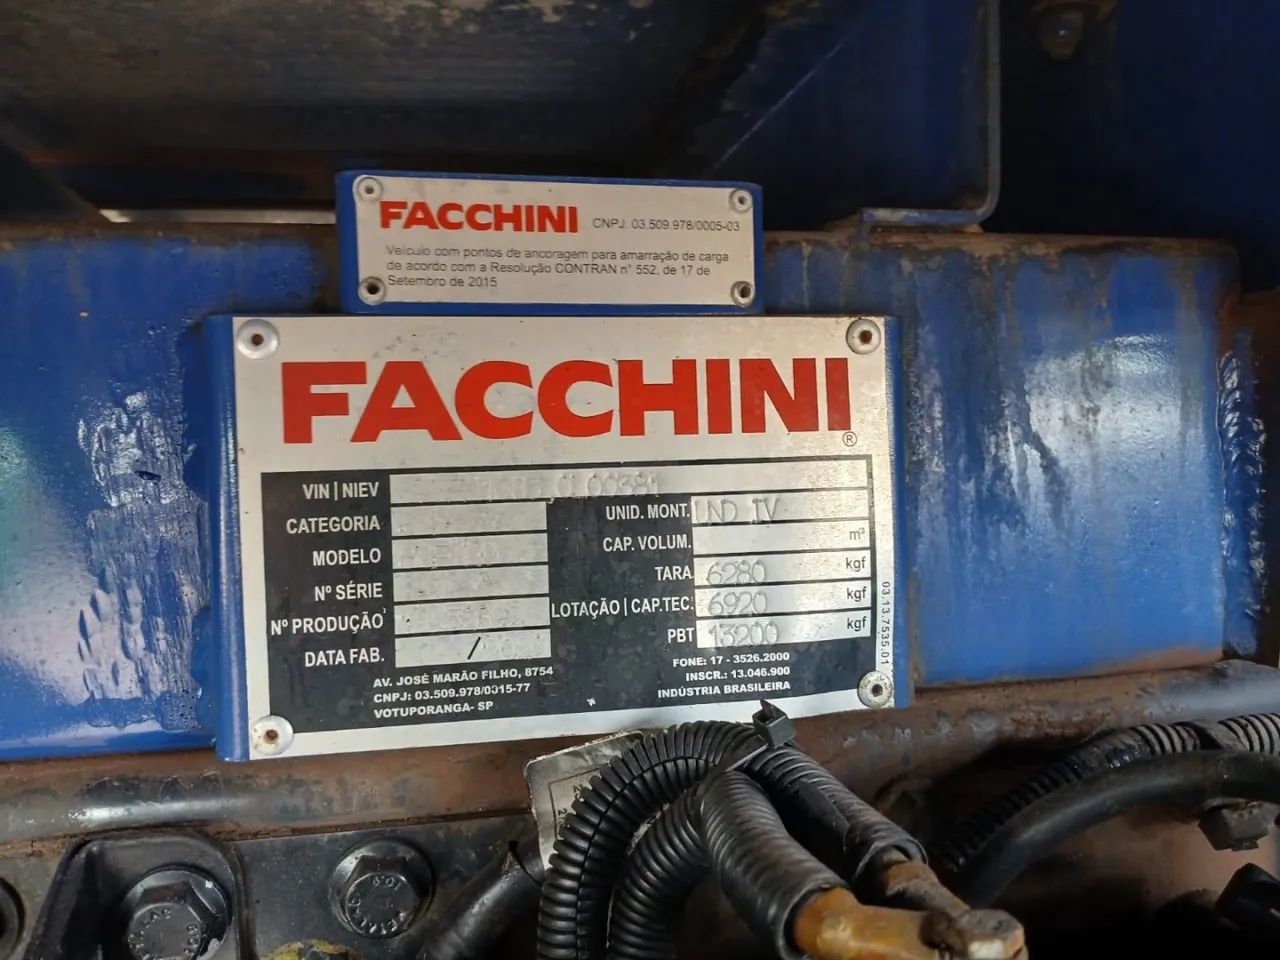 FACCHINI CNPJ: 03.509.978/0005-03
Veículo com pontos de ancoragem para amarração de carga
de acordo com a Resolução CONTRAN n° 552, de 17 de
Setembro de 2015
FACCHINI®
VIN | NIEV
CATEGORIA
MODELO
Nº SÉRIE
Nº PRODUÇÃO
DATA FAB. /
UNID. MONT. UND IV
CAP. VOLUM. m³
TARA 6280 kgf
LOTAÇÃO | CAP.TEC. 6920 kgf
PBT 13200 kgf
AV. JOSÉ MARÃO FILHO, 8754
CNPJ: 03.509.978/0315-77
VOTUPORANGA- SP
FONE: 17 - 3526.2000
INSCR.: 13.046.900
INDÚSTRIA BRASILEIRA
03.13.7535.01